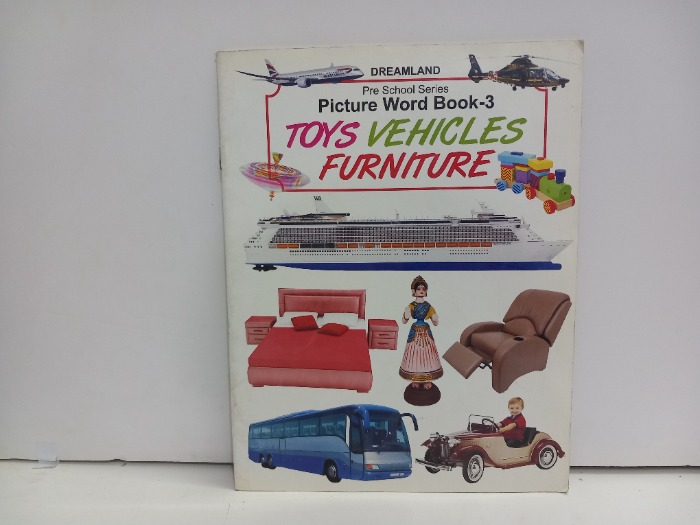 DREAMLAND
Pre School Series
Picture Word Book-3
TOYS VEHICLES
FURNITURE